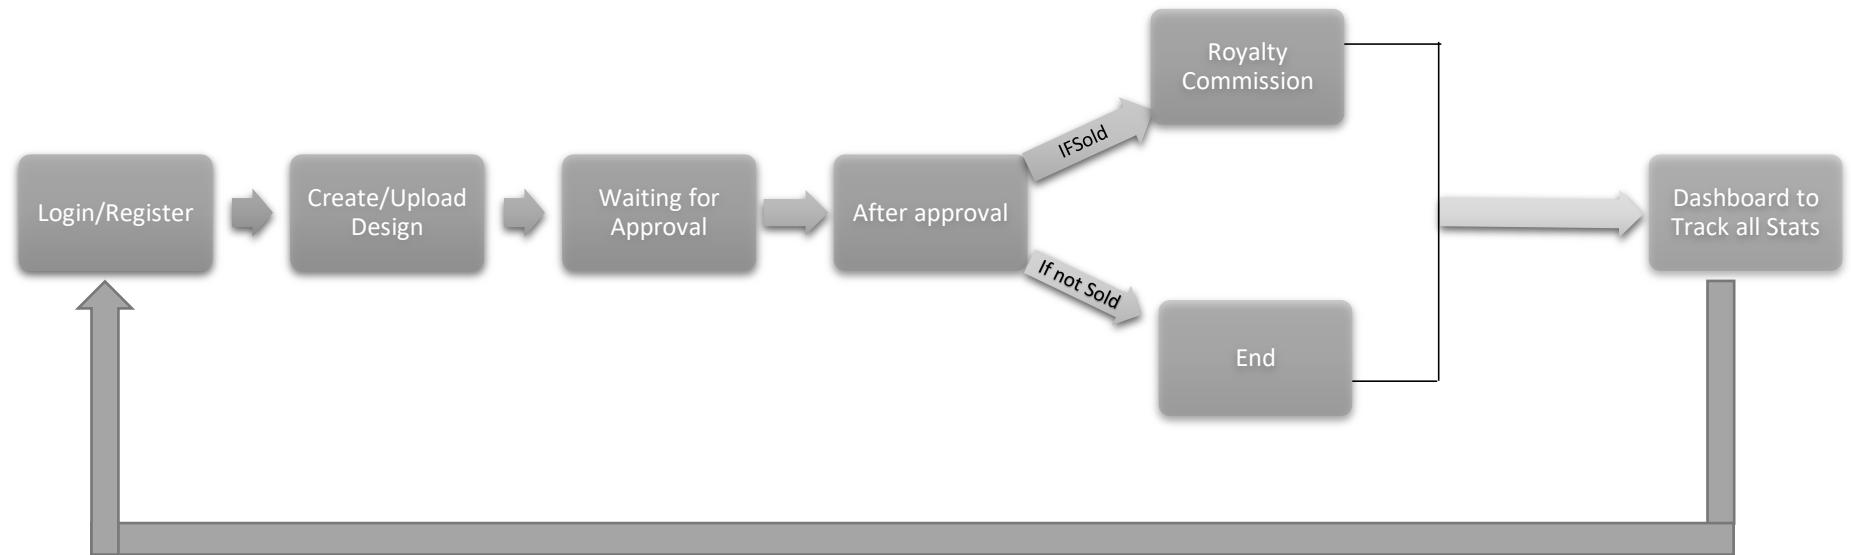 Royalty
Commission
IFSold
Login/Register
Create/Upload
Design
Waiting for
Approval
After approval
Dashboard to
Track all Stats
If not Sold
End